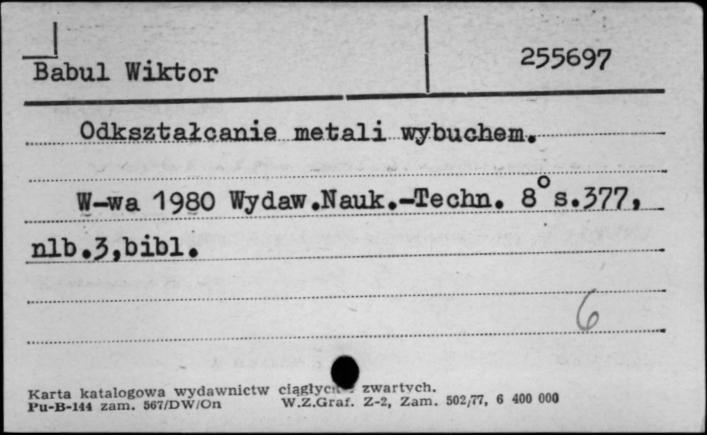 Babul Wiktor 255697
Odkształcanie metali wybuchem.
W-wa 1980 Wydaw.Nauk.-Techn. 8° s.377,
nlb.3,bibl.
6
Karta katalogowa wydawnictw zwartych.
Pu-B-144 zam. 567/DW/On W.Z.Graf. Z-2, Zam. 502/77, 6 400 000